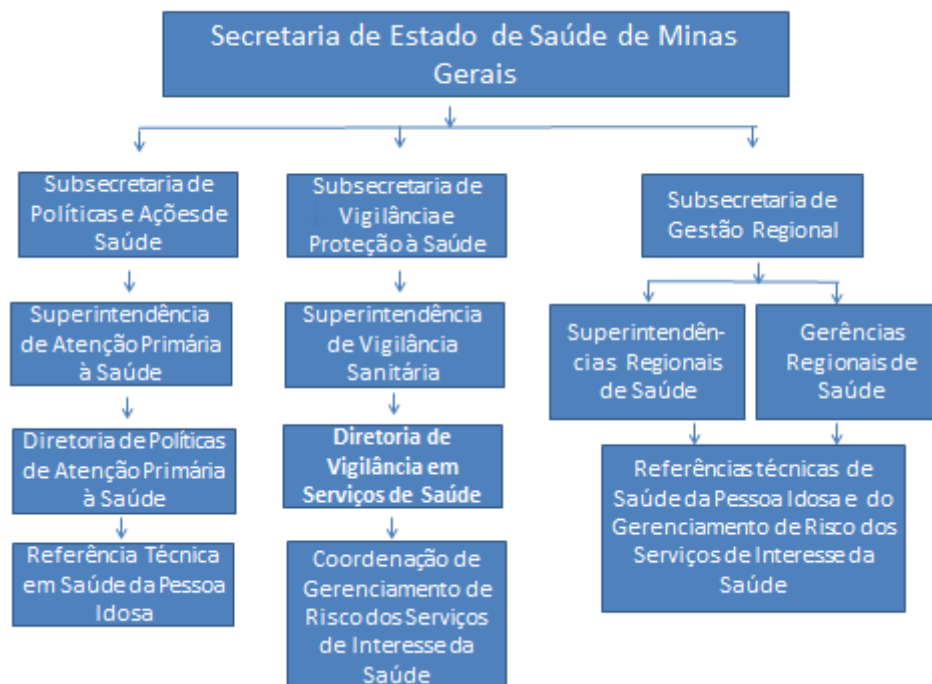 Secretaria de Estado de Saúde de Minas
Gerais
Subsecretaria de
Políticas e Ações de
Saúde
Subsecretaria de
Vigilância e
Proteção à Saúde
Subsecretaria de
Gestão Regional
Superintendência
de Atenção Primária
à Saúde
Superintendência
de Vigilância
Sanitária
Superintendên-
cias Regionais
de Saúde
Gerências
Regionais de
Saúde
Diretoria de Políticas
de Atenção Primária
à Saúde
Diretoria de
Vigilância em
Serviços de Saúde
Referências técnicas de
Saúde da Pessoa Idosa e do
Gerenciamento de Risco dos
Serviços de Interesse da
Saúde
Referência Técnica
em Saúde da Pessoa
Idosa
Coordenação de
Gerenciamento de
Risco dos Serviços
de Interesse da
Saúde